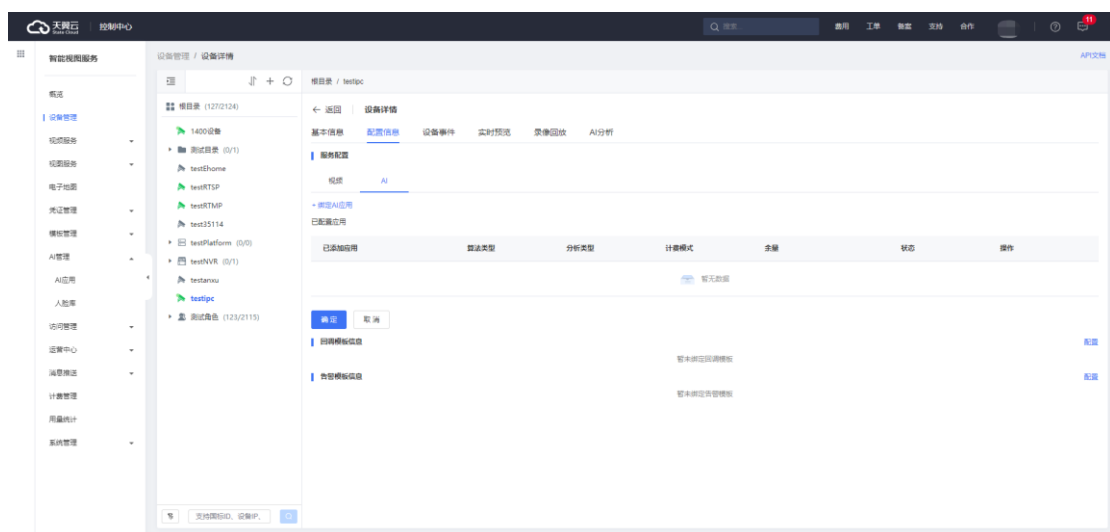 天翼云 State Cloud 控制中心 搜索 费用 工单 备案 支持 合作 11
智能视图服务
概览
设备管理
视频服务
视图服务
电子地图
凭证管理
模板管理
AI管理
AI应用
人脸库
访问管理
运营中心
消息推送
计费管理
用量统计
系统管理
设备管理 / 设备详情 API文档
根目录 (127/2124)
1400设备
测试目录 (0/1)
testEhome
testRTSP
testRTMP
test35114
testPlatform (0/0)
testNVR (0/1)
testanxu
testipc
测试角色 (123/2115)
支持国标ID、设备IP、
根目录 / testipc
← 返回 设备详情
基本信息 配置信息 设备事件 实时预览 录像回放 AI分析
服务配置
视频 AI
+ 绑定AI应用
已配置应用
已添加应用 算法类型 分析类型 计费模式 余量 状态 操作
暂无数据
确定 取消
回调模板信息 配置
暂未绑定回调模板
告警模板信息 配置
暂未绑定告警模板